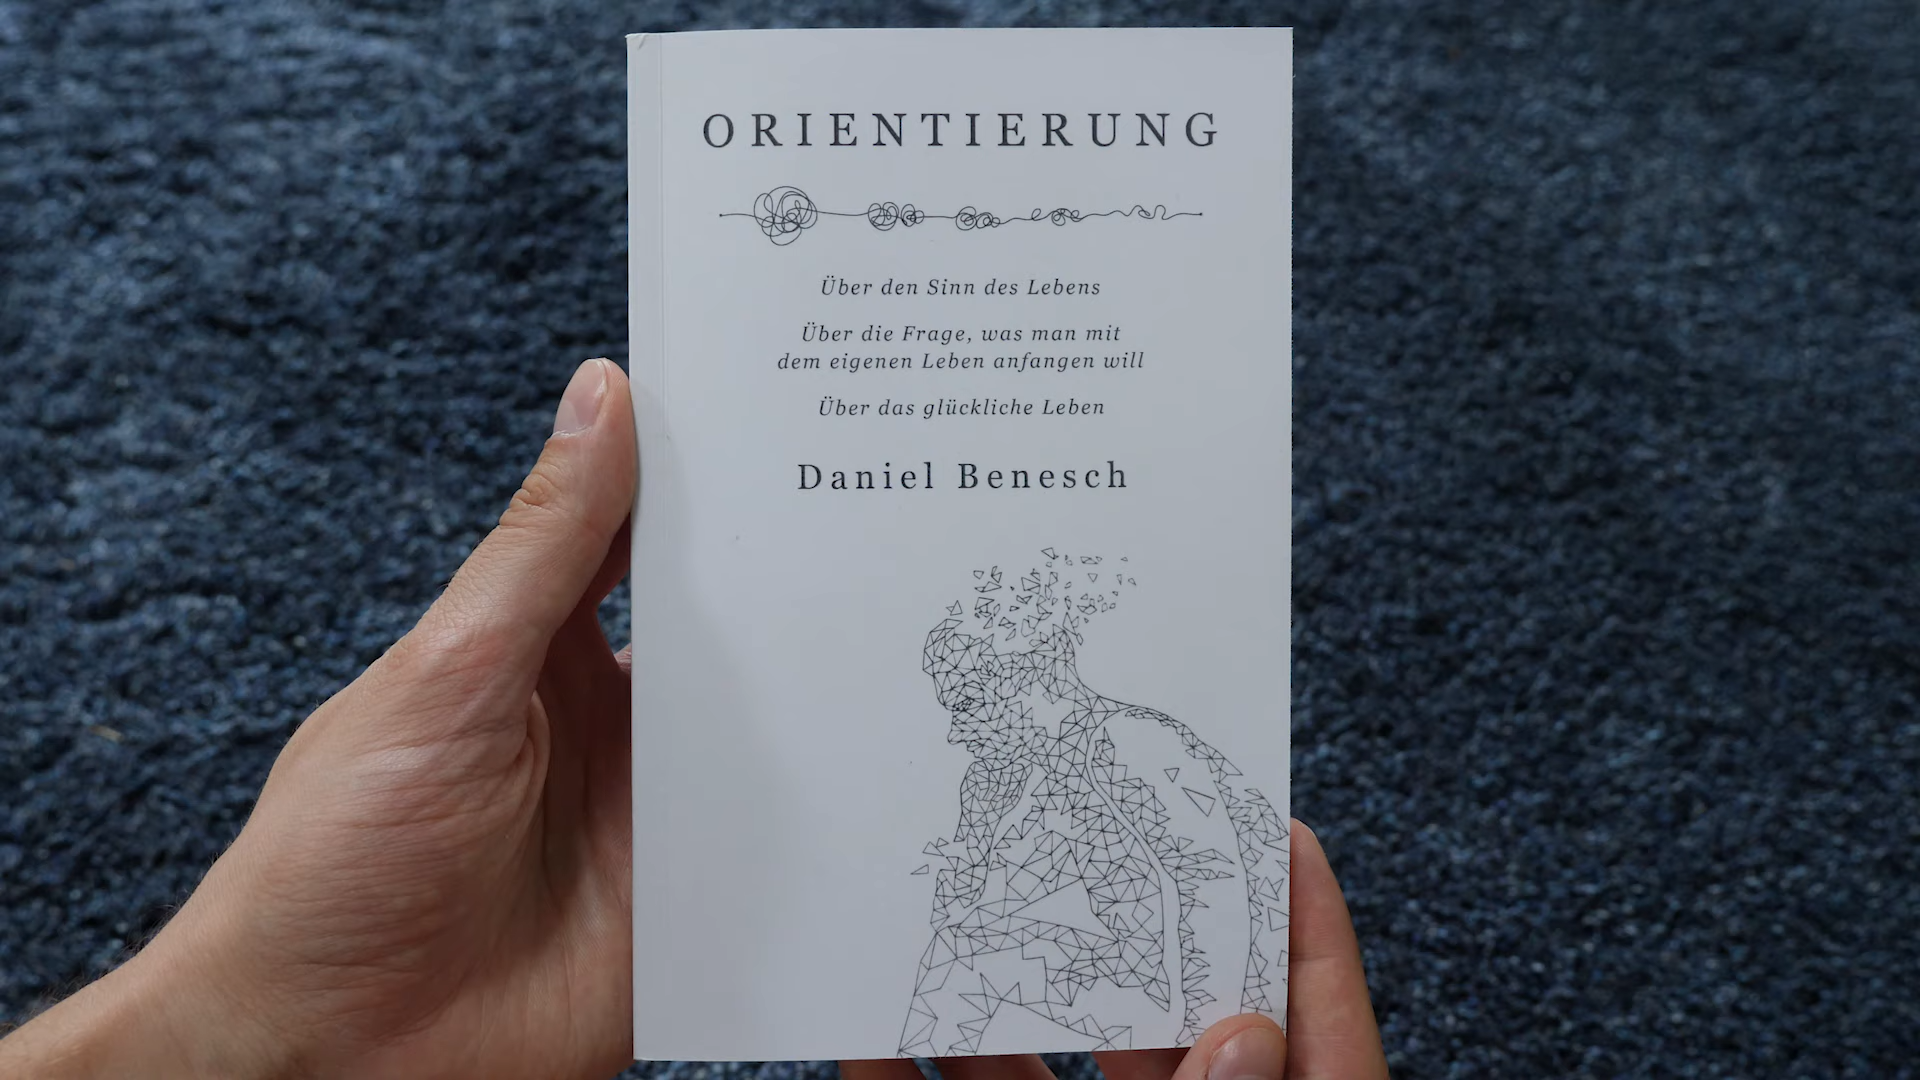 ORIENTIERUNG
Über den Sinn des Lebens
Über die Frage, was man mit
dem eigenen Leben anfangen will
Über das glückliche Leben
Daniel Benesch